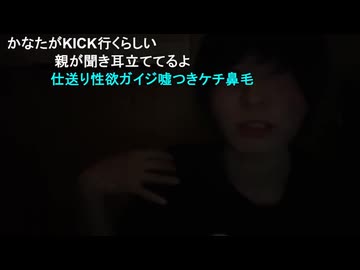 かなたがKICK行くらしい
親が聞き耳立ててるよ
仕送り性欲ガイジ嘘つきケチ鼻毛